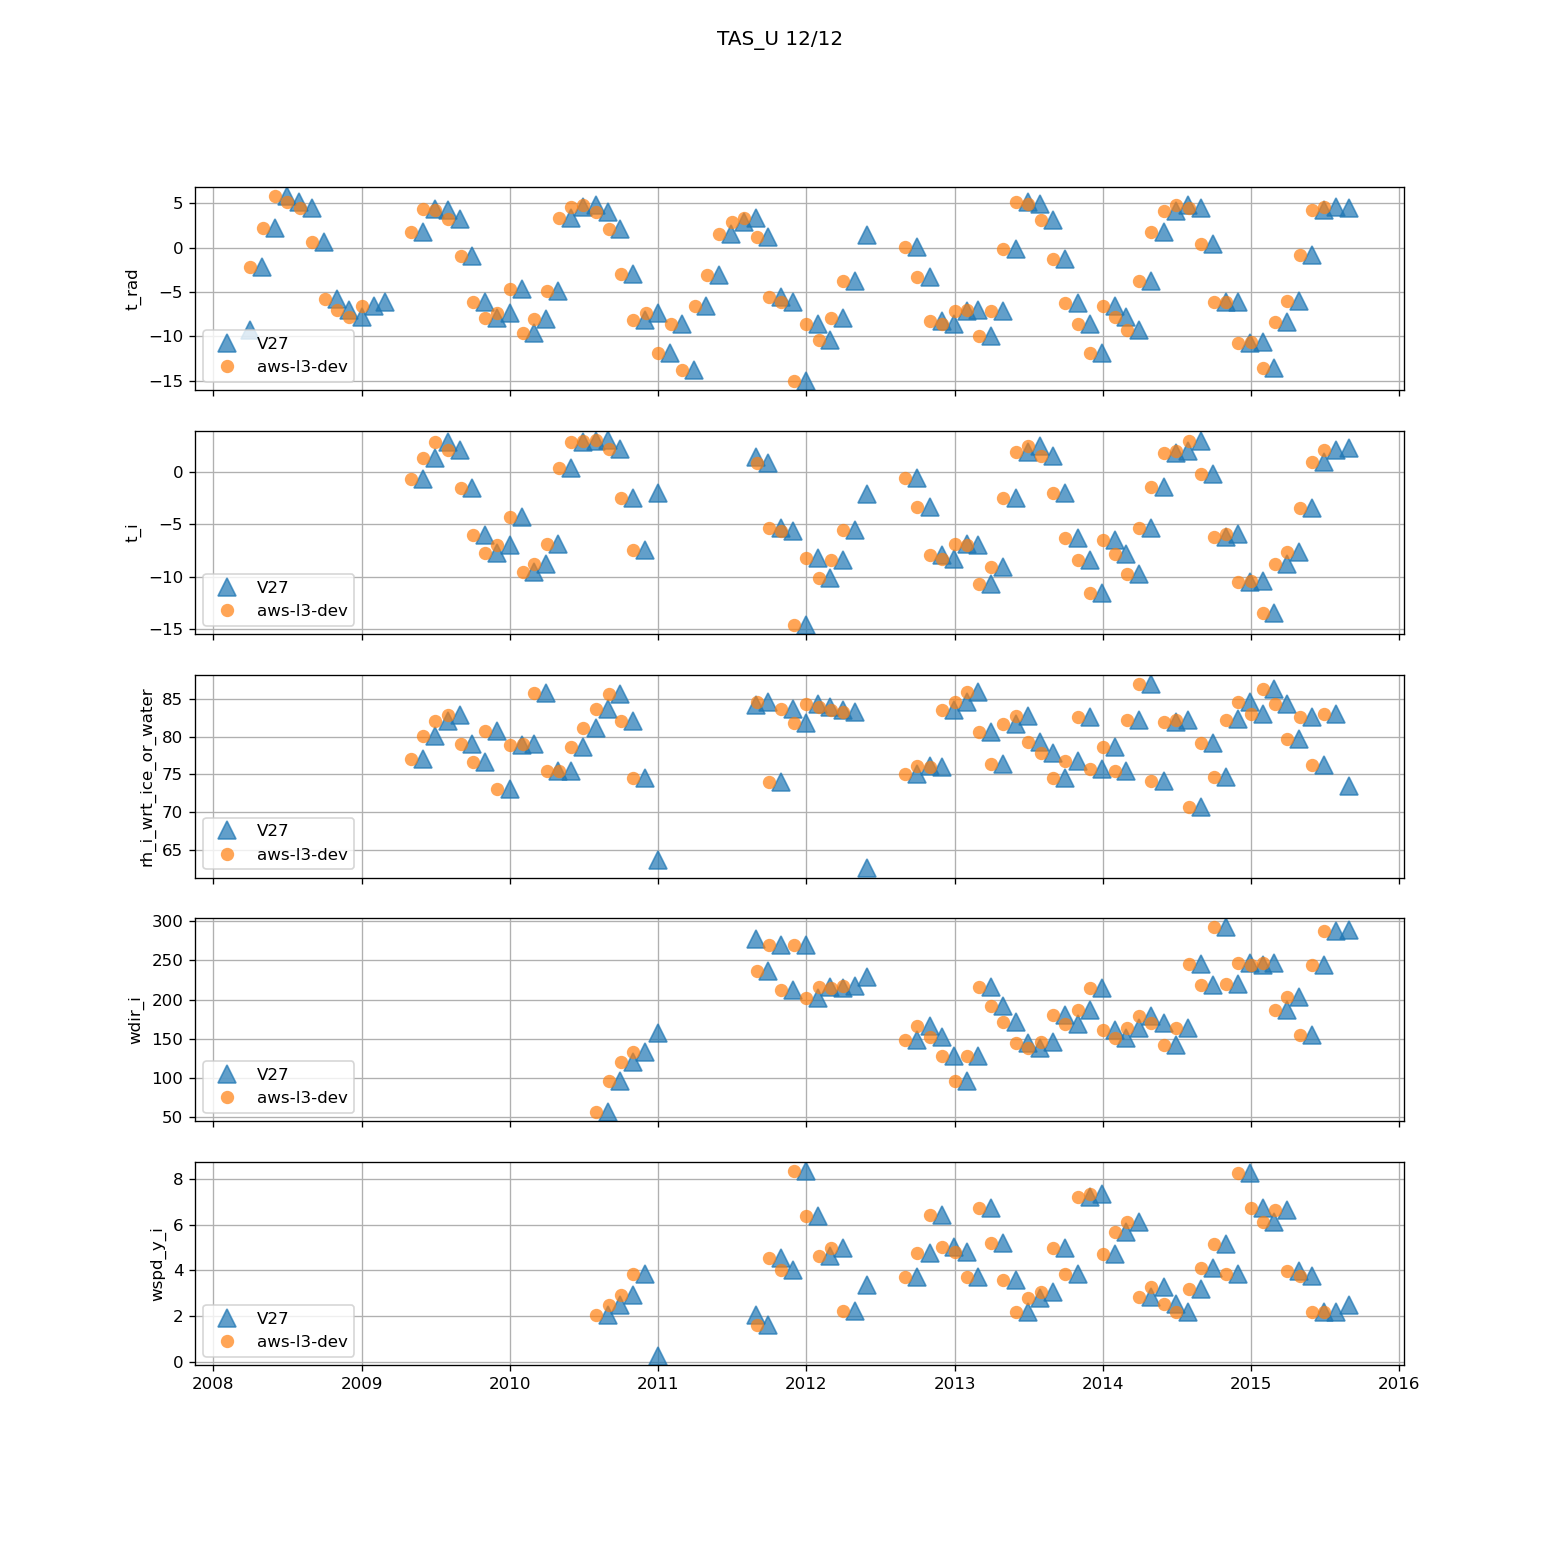 TAS_U 12/12
5
0
−5
−10
−15
t_rad
V27
aws-l3-dev
0
−5
−10
−15
t_i
V27
aws-l3-dev
85
80
75
70
65
rh_i_wrt_ice_or_water
V27
aws-l3-dev
300
250
200
150
100
50
wdir_i
V27
aws-l3-dev
8
6
4
2
0
wspd_y_i
V27
aws-l3-dev
2008 2009 2010 2011 2012 2013 2014 2015 2016